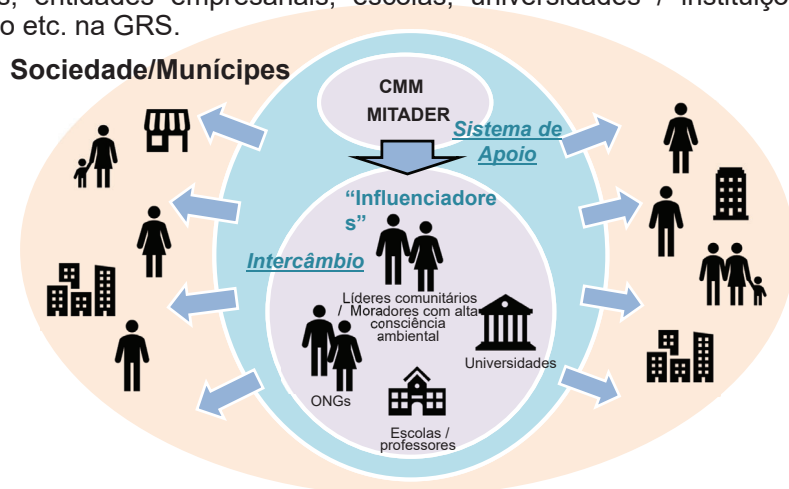 entidades empresariais, escolas, universidades /
o etc. na GRS.
Sociedade/Munícipes
CMM
MITADER
Sistema de
Apoio
“Influenciadore
s”
Intercâmbio
Líderes comunitários
/ Moradores com alta
consciência
ambiental
Universidades
ONGs
Escolas /
professores